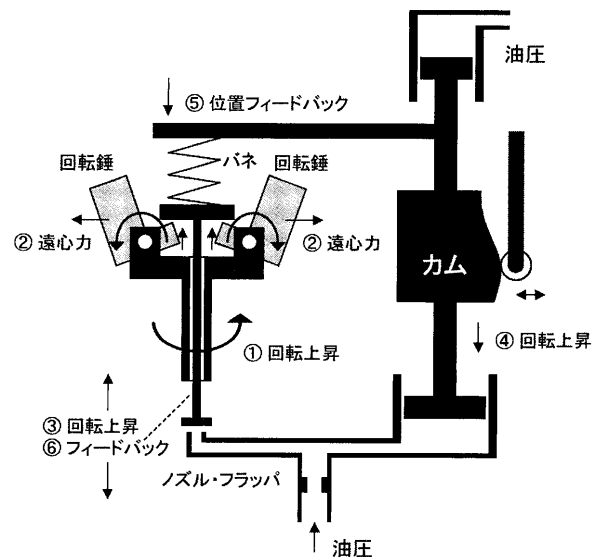 油圧
⑤ 位置フィードバック
回転錘
バネ
回転錘
② 遠心力
② 遠心力
カム
① 回転上昇
④ 回転上昇
③ 回転上昇
⑥ フィードバック
ノズル・フラッパ
油圧